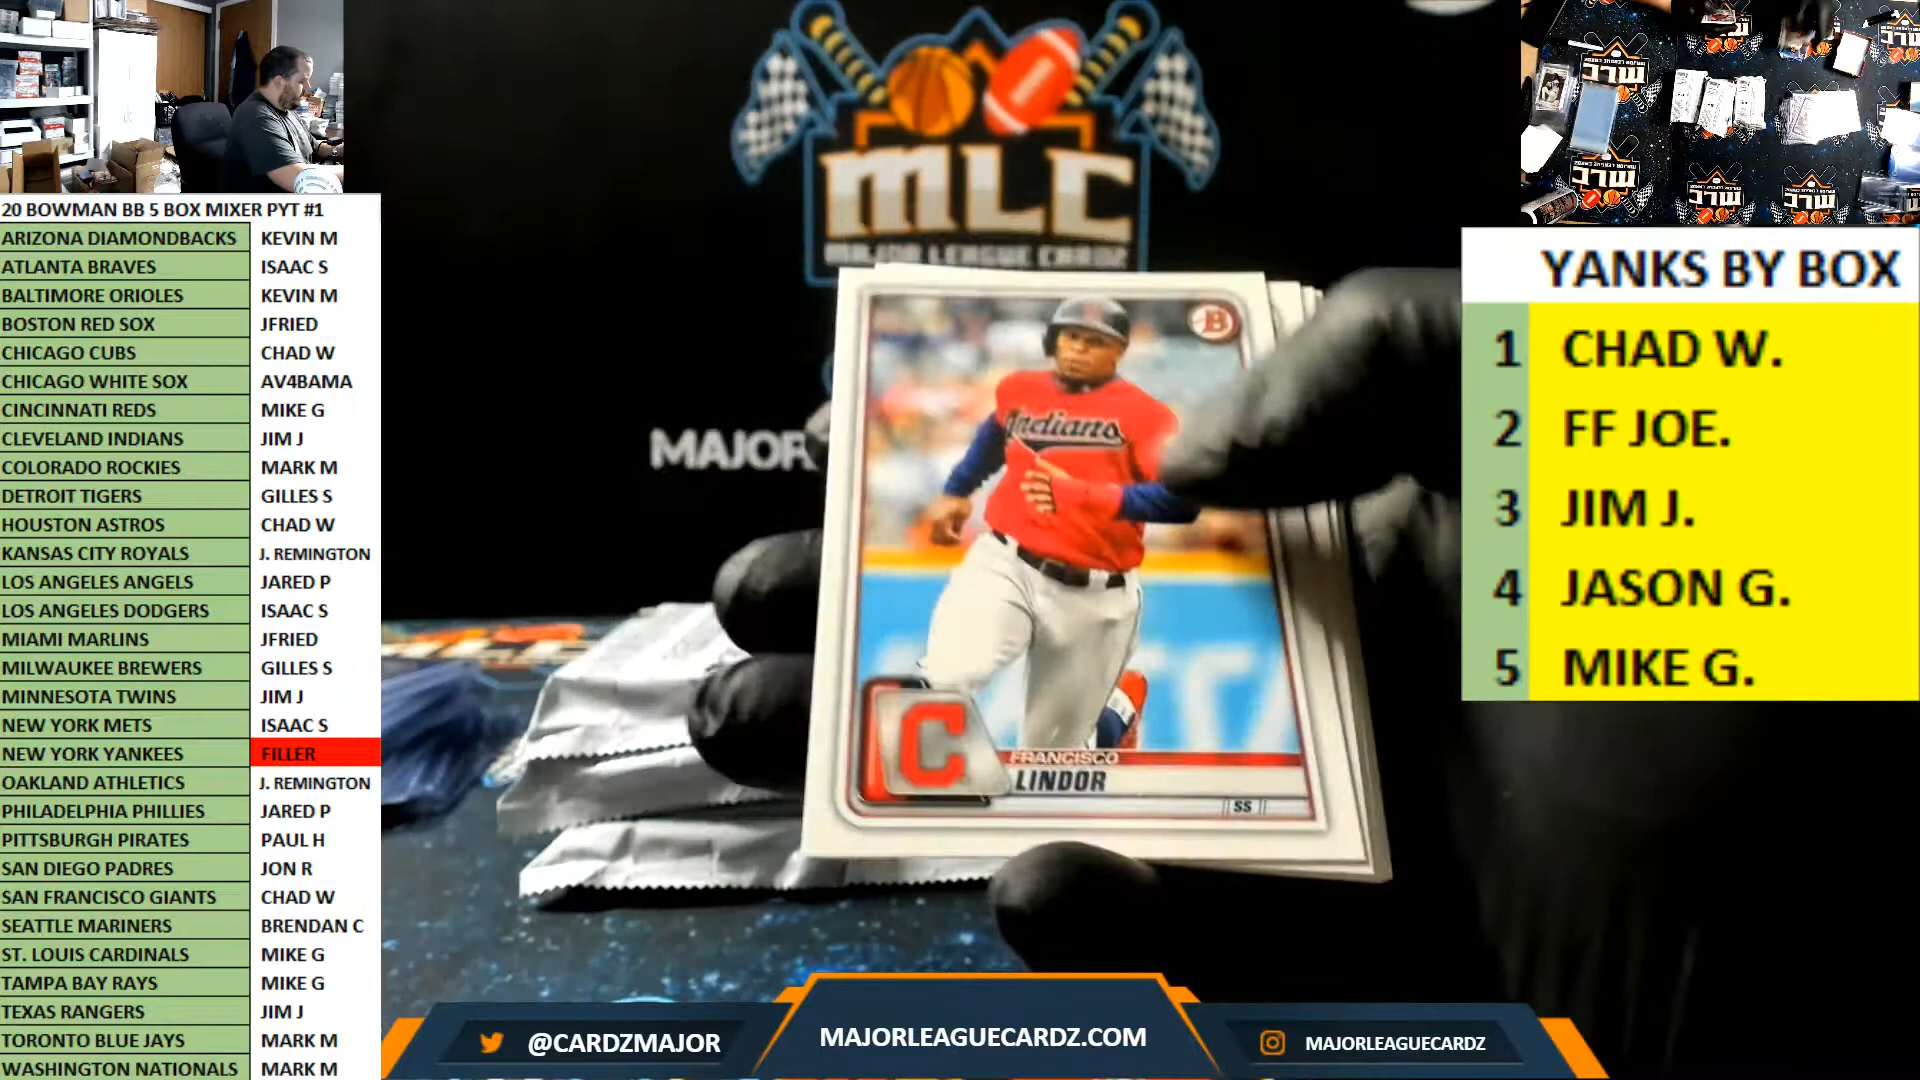 20 BOWMAN BB 5 BOX MIXER PYT #1
ARIZONA DIAMONDBACKS KEVIN M
ATLANTA BRAVES ISAAC S
BALTIMORE ORIOLES KEVIN M
BOSTON RED SOX JFRIED
CHICAGO CUBS CHAD W
CHICAGO WHITE SOX AV4BAMA
CINCINNATI REDS MIKE G
CLEVELAND INDIANS JIM J
COLORADO ROCKIES MARK M
DETROIT TIGERS GILLES S
HOUSTON ASTROS CHAD W
KANSAS CITY ROYALS J. REMINGTON
LOS ANGELES ANGELS JARED P
LOS ANGELES DODGERS ISAAC S
MIAMI MARLINS JFRIED
MILWAUKEE BREWERS GILLES S
MINNESOTA TWINS JIM J
NEW YORK METS ISAAC S
NEW YORK YANKEES FILLER
OAKLAND ATHLETICS J. REMINGTON
PHILADELPHIA PHILLIES JARED P
PITTSBURGH PIRATES PAUL H
SAN DIEGO PADRES JON R
SAN FRANCISCO GIANTS CHAD W
SEATTLE MARINERS BRENDAN C
ST. LOUIS CARDINALS MIKE G
TAMPA BAY RAYS MIKE G
TEXAS RANGERS JIM J
TORONTO BLUE JAYS MARK M
WASHINGTON NATIONALS MARK M
MLC
MAJOR LEAGUE CARDZ
MAJOR
B
Indians
C
FRANCISCO
LINDOR
SS
YANKS BY BOX
1 CHAD W.
2 FF JOE.
3 JIM J.
4 JASON G.
5 MIKE G.
@CARDZMAJOR
MAJORLEAGUECARDZ.COM
MAJORLEAGUECARDZ